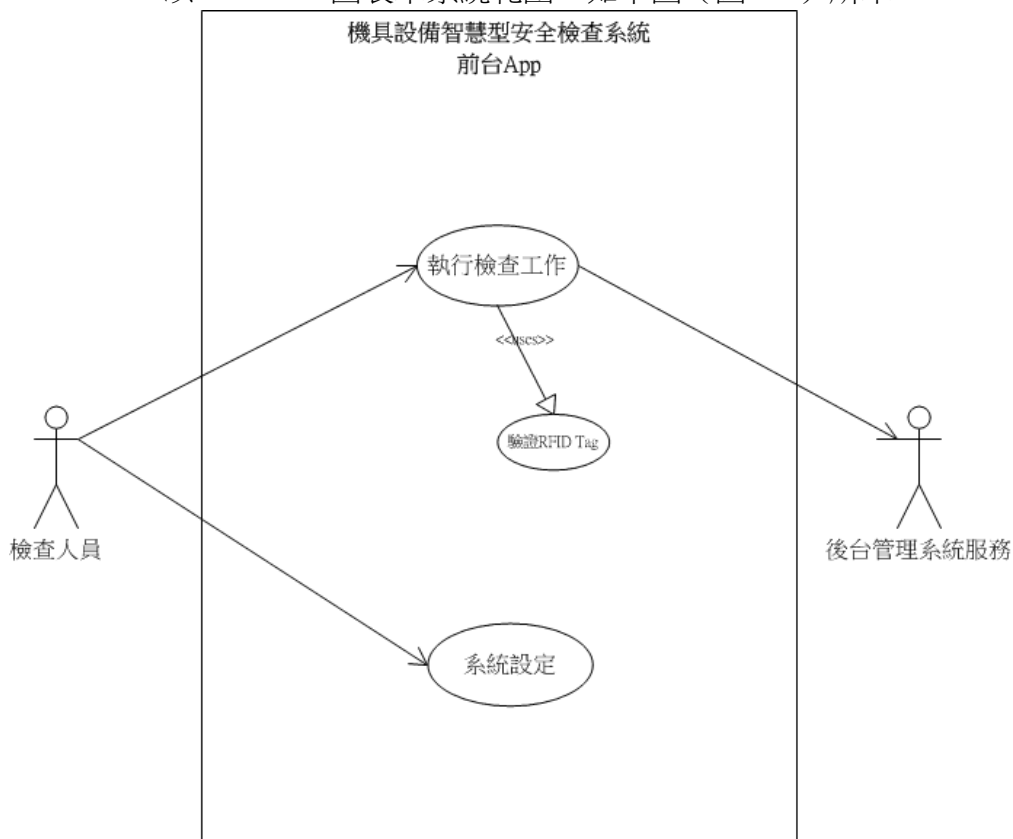 機具設備智慧型安全檢查系統
前台App
執行檢查工作
<<uses>>
驗證RFID Tag
檢查人員
後台管理系統服務
系統設定